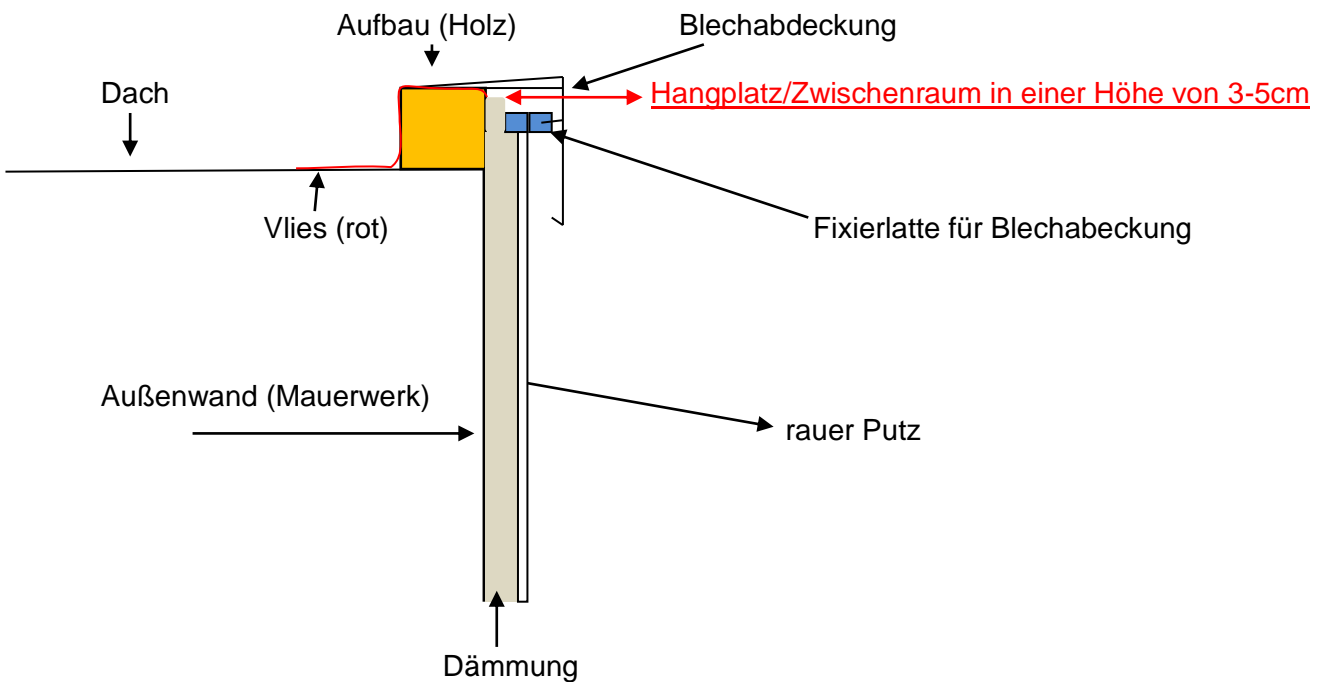 Aufbau (Holz)
Blechabdeckung
Dach
Hangplatz/Zwischenraum in einer Höhe von 3-5cm
Vlies (rot)
Fixierlatte für Blechabeckung
Außenwand (Mauerwerk)
rauer Putz
Dämmung